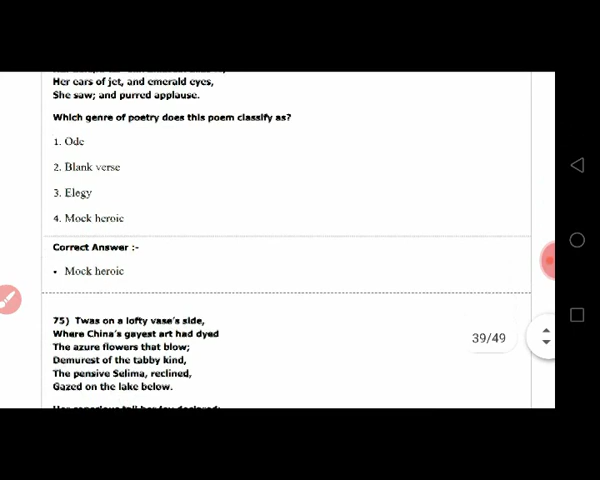 Her ears of jet, and emerald eyes,
She saw; and purred applause.
Which genre of poetry does this poem classify as?
1. Ode
2. Blank verse
3. Elegy
4. Mock heroic
Correct Answer :-
• Mock heroic
75) Twas on a lofty vase's side,
Where China's gayest art had dyed
The azure flowers that blow;
Demurest of the tabby kind,
The pensive Selima, reclined,
Gazed on the lake below.
39/49